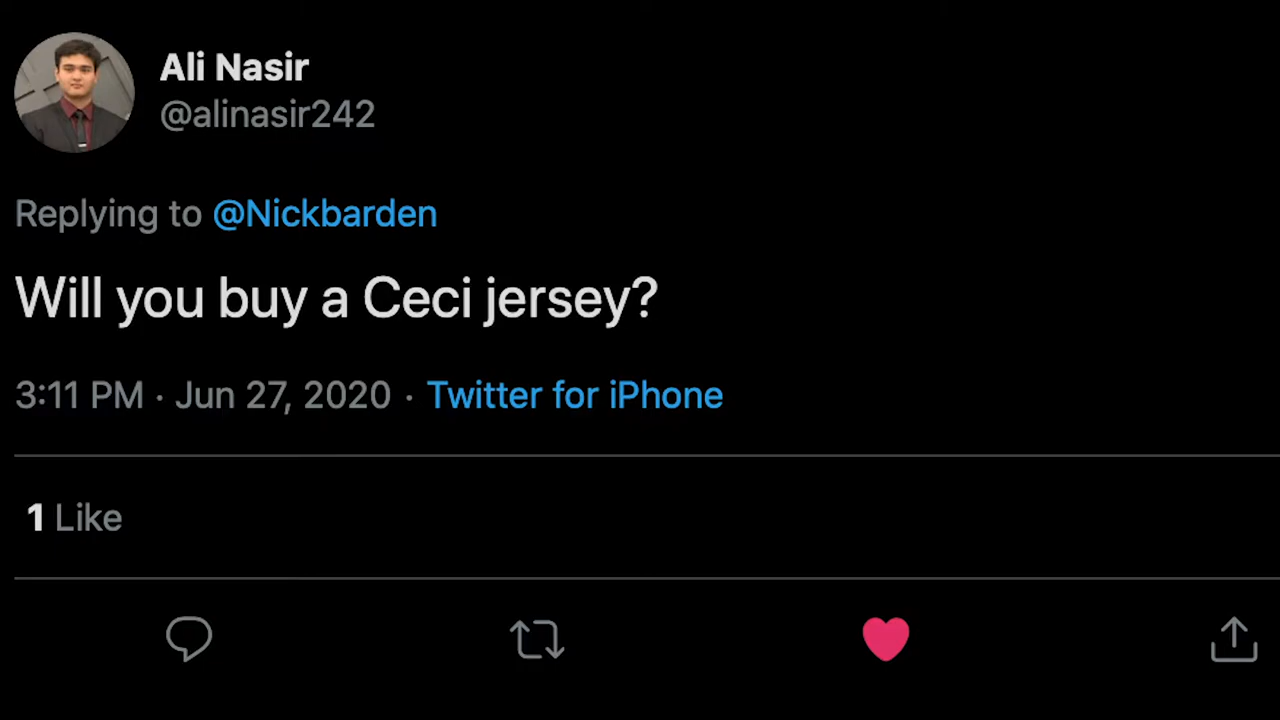 Ali Nasir
@alinasir242
Replying to @Nickbarden
Will you buy a Ceci jersey?
3:11 PM · Jun 27, 2020 · Twitter for iPhone
1 Like